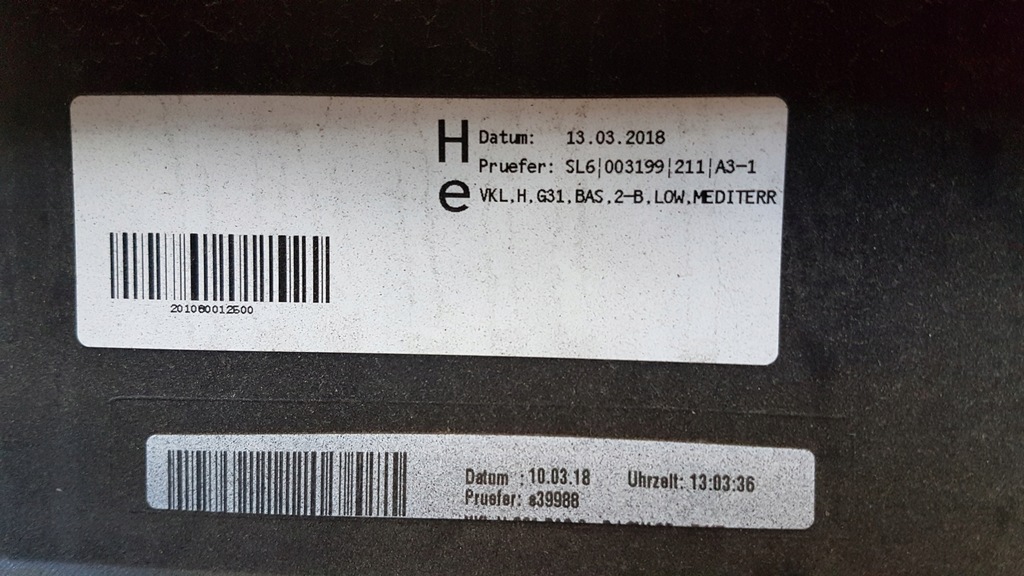 H Datum: 13.03.2018
Pruefer: SL6|003199|211|A3-1
e VKL,H,G31,BAS,2-B,LOW,MEDITERR
201080012600
Datum : 10.03.18 Uhrzeit: 13:03:36
Pruefer: s39988